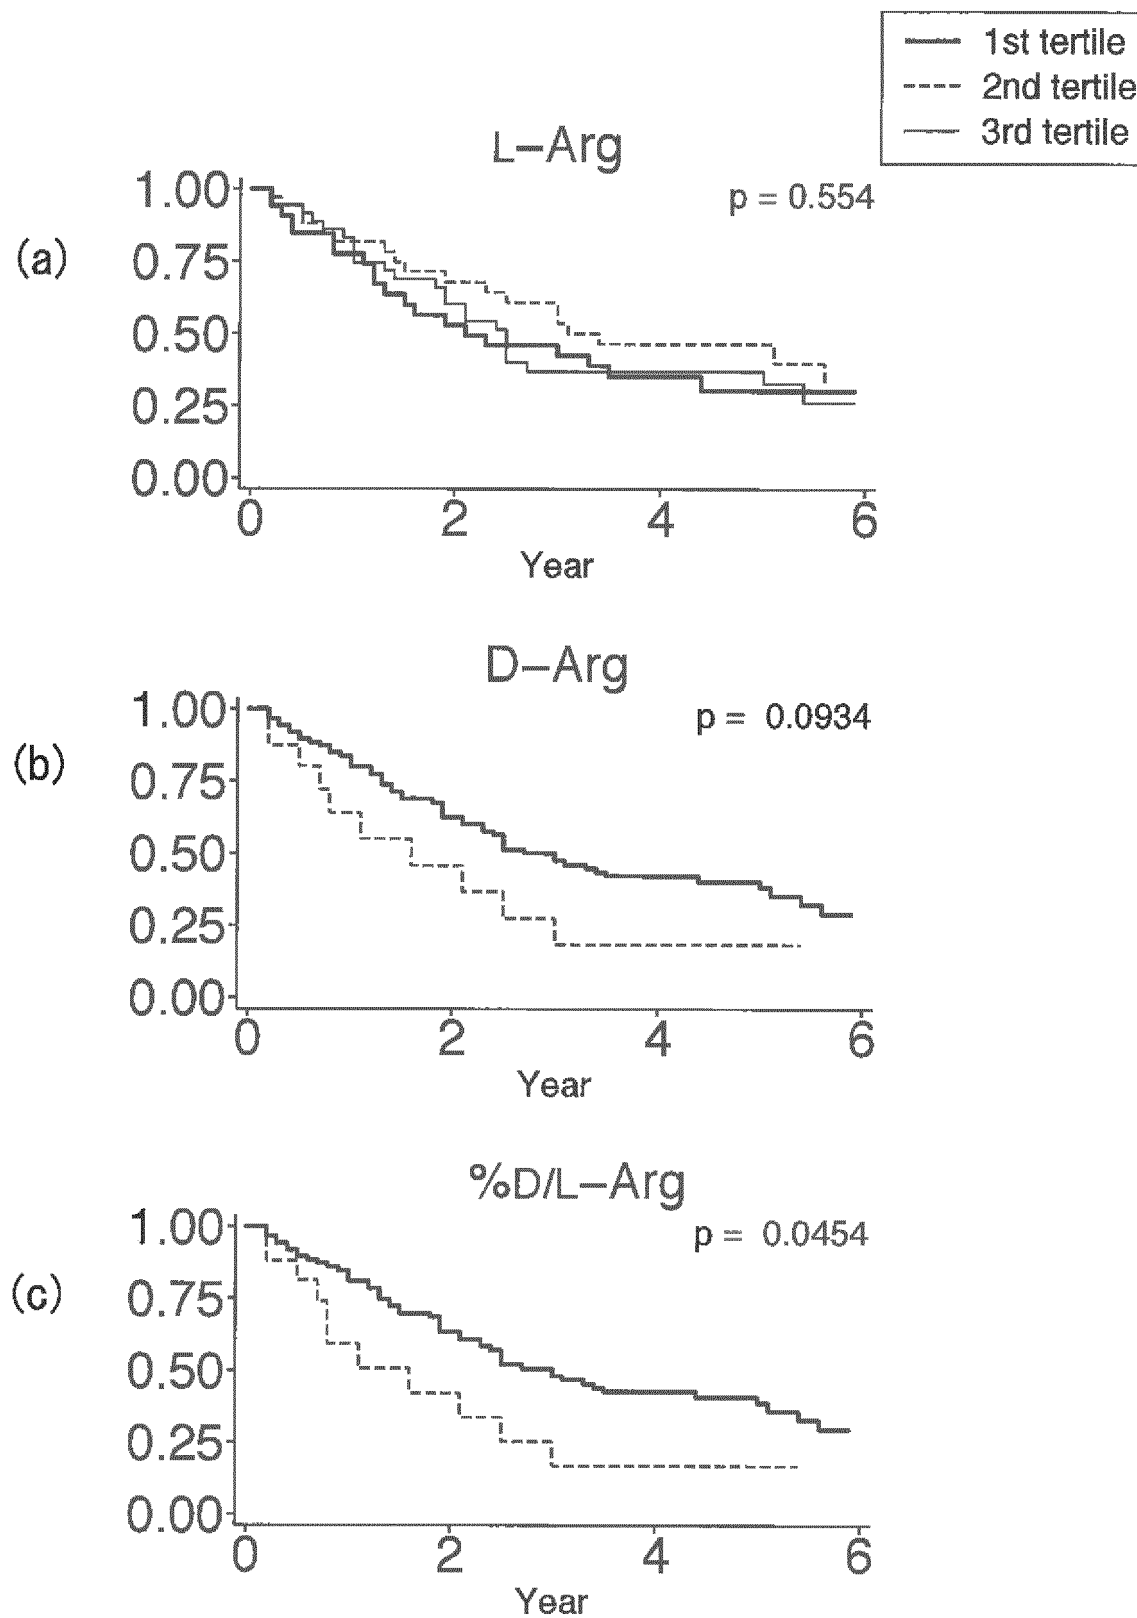 1st tertile
2nd tertile
3rd tertile
L–Arg
p = 0.554
(a)
1.00
0.75
0.50
0.25
0.00
0 2 4 6
Year
D–Arg
p = 0.0934
(b)
1.00
0.75
0.50
0.25
0.00
0 2 4 6
Year
%D/L–Arg
p = 0.0454
(c)
1.00
0.75
0.50
0.25
0.00
0 2 4 6
Year